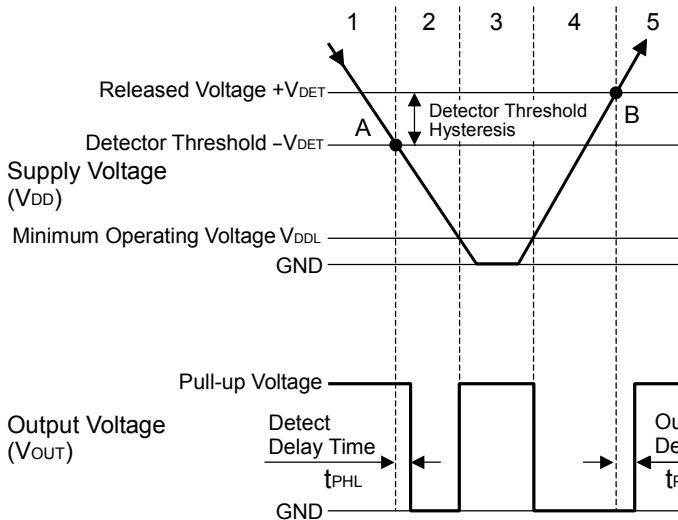 1 2 3 4 5
Released Voltage +VDET
Detector Threshold
Hysteresis
A
B
Detector Threshold –VDET
Supply Voltage
(VDD)
Minimum Operating Voltage VDDL
GND
Pull-up Voltage
Output Voltage
(VOUT)
Detect
Delay Time
tPHL
GND